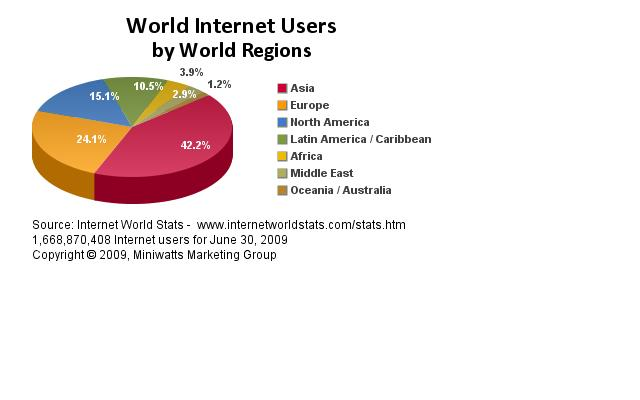 World Internet Users
by World Regions
3.9%
1.2%
10.5%
2.9%
15.1%
24.1%
42.2%
Asia
Europe
North America
Latin America / Caribbean
Africa
Middle East
Oceania / Australia
Source: Internet World Stats - www.internetworldstats.com/stats.htm
1,668,870,408 Internet users for June 30, 2009
Copyright © 2009, Miniwatts Marketing Group